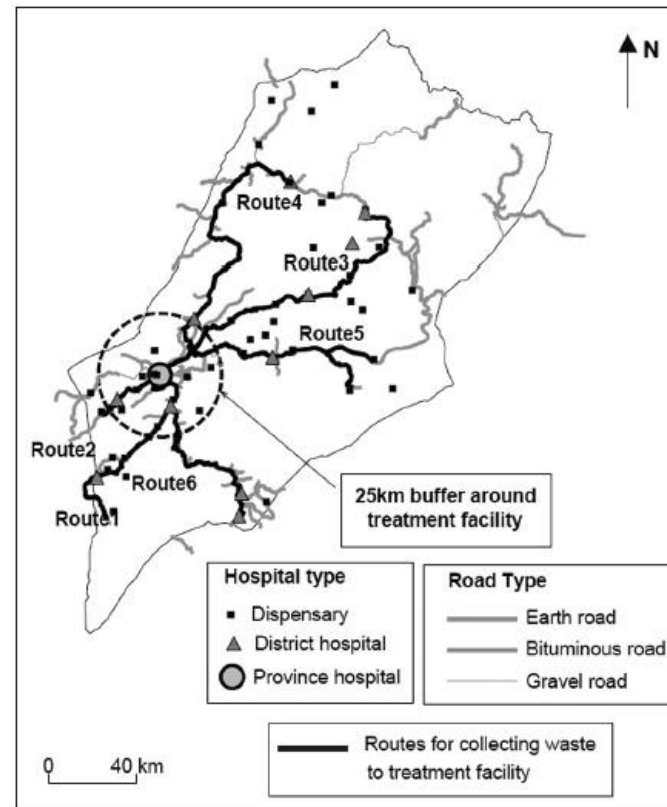 N
Route4
Route3
Route5
Route2
Route6
Route1
25km buffer around
treatment facility
Hospital type
Dispensary
District hospital
Province hospital
Road Type
Earth road
Bituminous road
Gravel road
Routes for collecting waste
to treatment facility
0 40 km